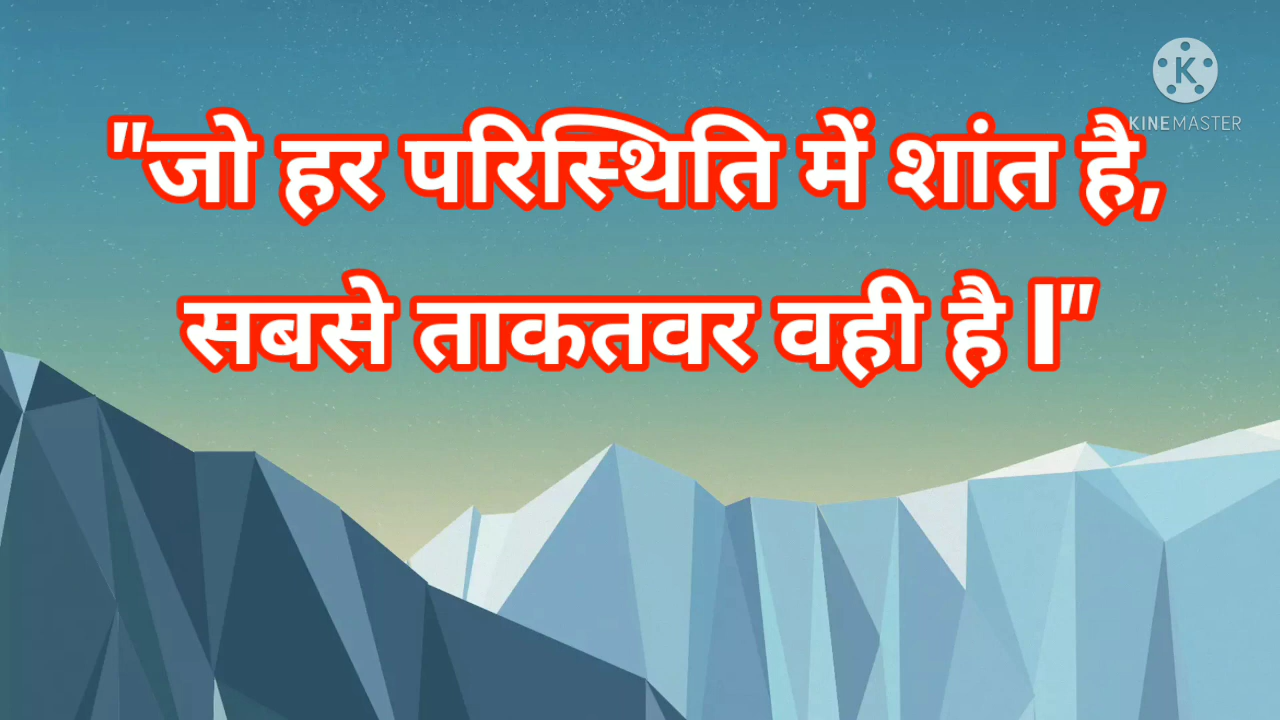 K
KINEMASTER
"जो हर परिस्थिति में शांत है,
सबसे ताकतवर वही है l"